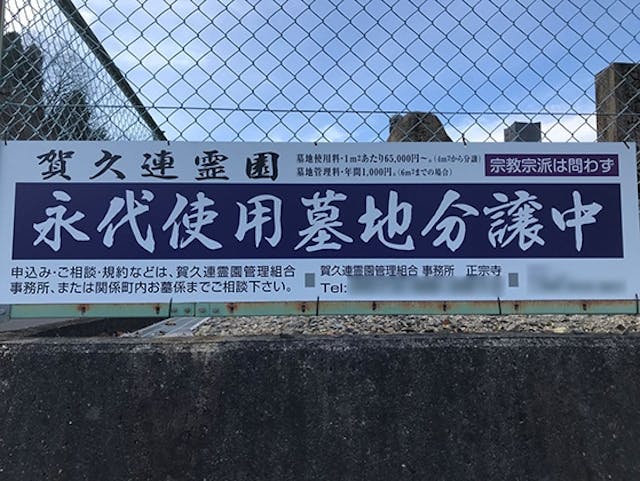 賀久連霊園
墓地使用料・1m²あたり65,000円〜。(4m²から分譲)
墓地管理料・年間1,000円。(6m²までの場合)
宗教宗派は問わず
永代使用墓地分譲中
申込み・ご相談・規約などは、賀久連霊園管理組合
事務所、または関係町内お墓係までご相談下さい。
賀久連霊園管理組合 事務所 正宗寺
Tel: